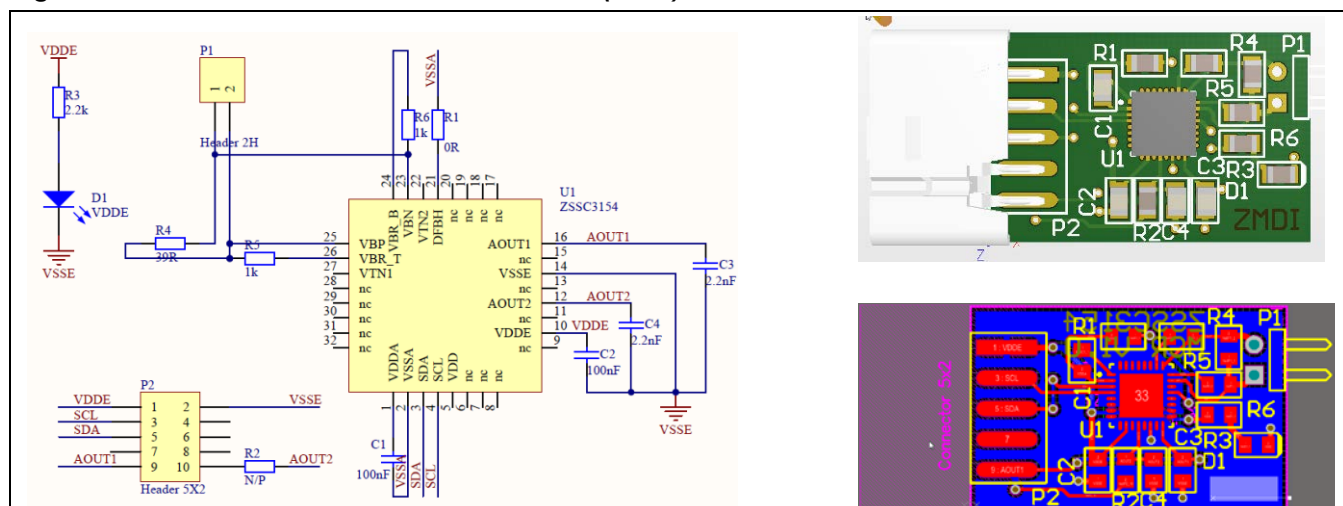 VDDE
R3
2.2k
D1
VDDE
VSSE
P1
1
2
Header 2H
VSSA
R6
1k
R1
0R
R4
39R
R5
1k
24
23
22
21
20
19
18
17
VBR_B
VBN
VTN2
DFBH
nc
nc
nc
nc
U1
ZSSC3154
25
VBP
26
VBR_T
27
VTN1
28
nc
29
nc
30
nc
31
nc
32
nc
AOUT1
16
AOUT1
nc
15
VSSE
14
nc
13
AOUT2
12
AOUT2
nc
11
VDDE
10
VDDE
nc
9
C3
2.2nF
C4
2.2nF
C2
100nF
VSSE
VDDA
VSSA
SDA
SCL
VDD
nc
nc
nc
1
2
3
4
5
6
7
8
C1
100nF
VSSA
SDA
SCL
P2
VDDE
1
2
VSSE
SCL
3
4
SDA
5
6
7
8
AOUT1
9
10
R2
AOUT2
N/P
Header 5X2
R1
R4
P1
R5
C1
R6
U1
C3
R3
C2
D1
P2
R2
C4
ZMDI
Z
R1
R4
P1
1 : VDDE
R5
3 : SCL
Connector 5x2
5 : SDA
33
C1
R6
U1
C3
R3
7
C2
D1
9 : AOUT1
P2
R2
C4